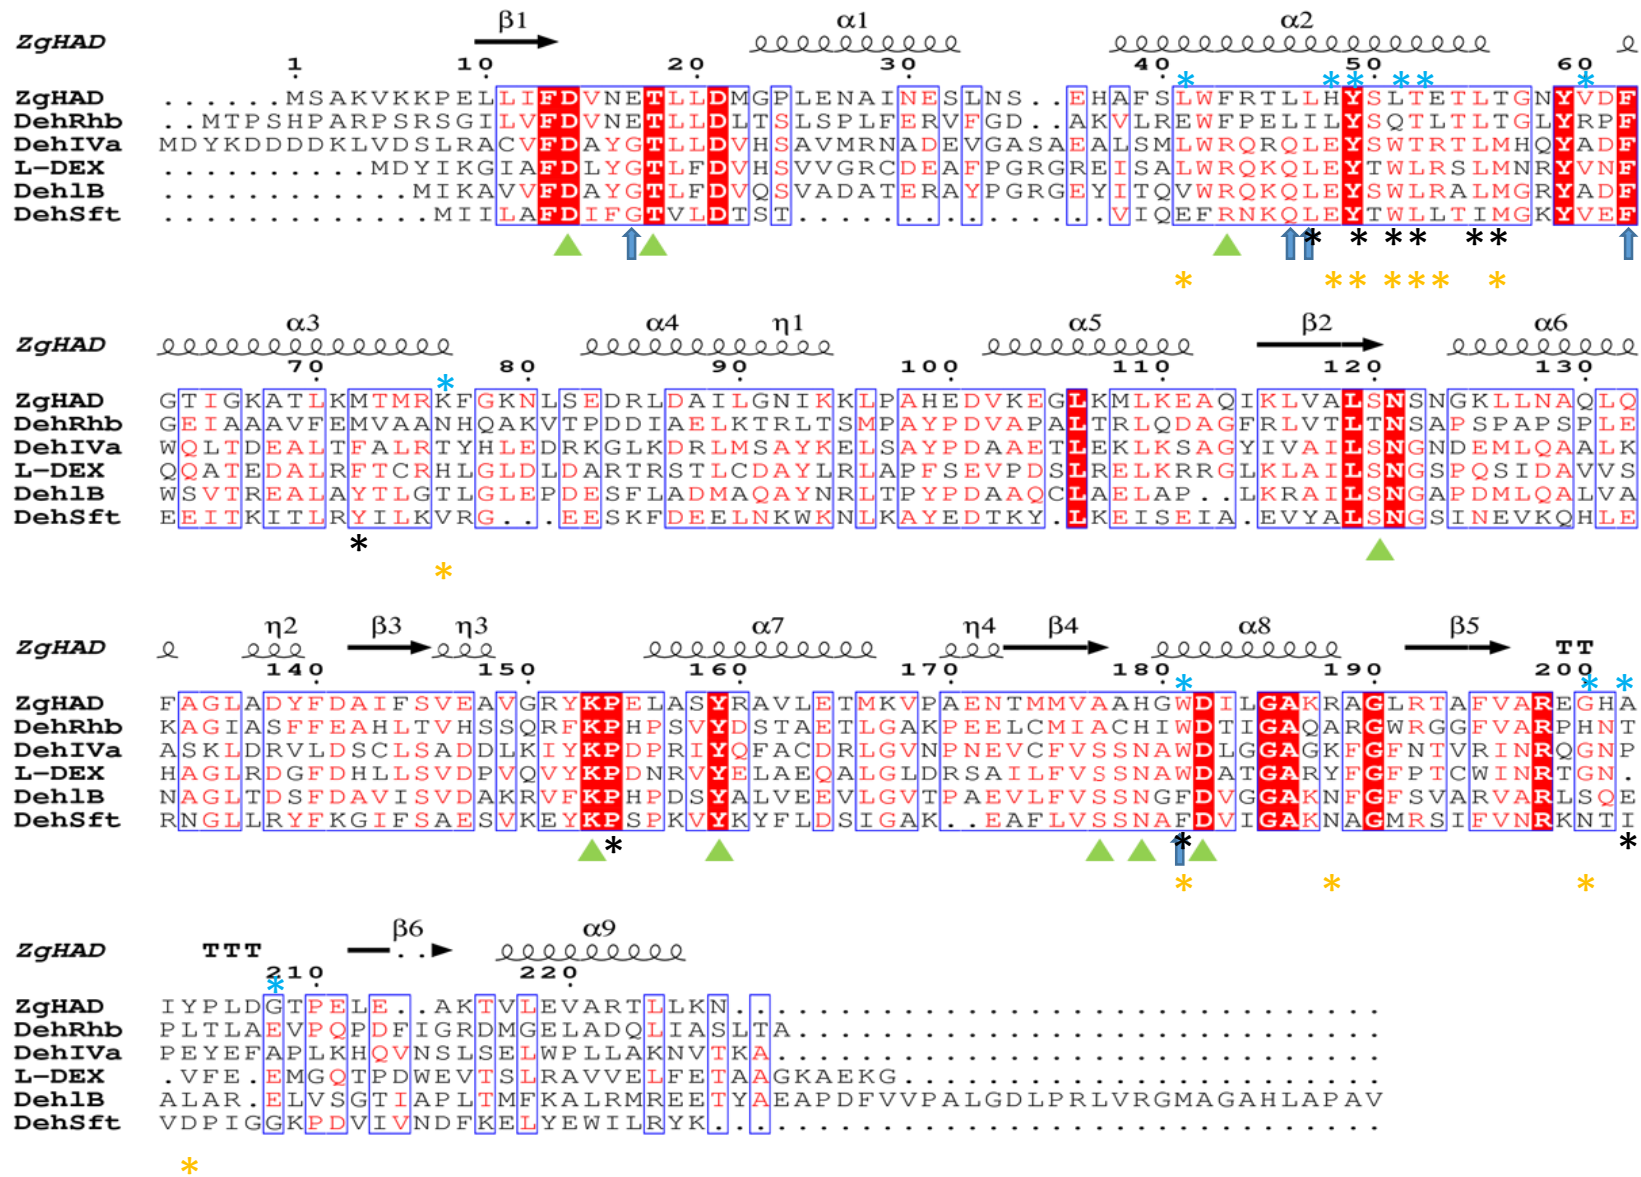 β1 α1 α2
ZgHAD
1 10 20 30 40 50 60
ZgHAD ......MSAKVKKPELLIFDVNETLLDMGPLENAINESLNS..EHAFSLWFRTLLHYSLTETLTGNYVDF
DehRhb ..MTPSHPARPSRSGILVFDVNETLLDLTSLSPLFERVFGD..AKVLREWFPELILYSQTLTLTGLYRPF
DehIVa MDYKDDDDKLVDSLRACVFDAYGTLLDVHSAVMRNADEVGASAEALSMLWRQRQLEYSWTRTLMHQYADF
L-DEX ..........MDYIKGIAFDLYGTLFDVHSVVGRCDEAFPGRGREISALWRQKQLEYTWLRSLMNRYVNF
DehlB ............MIKAVVFDAYGTLFDVQSVADATERAYPGRGEYITQVWRQKQLEYSWLRALMGRYADF
DehSft .............MIILAFDIFGTVLDTST...............VIQEFRNKQLEYTWLLTIMGKYVEF
* * * * * *
* * * * * * *
α3 α4 η1 α5 β2 α6
ZgHAD
70 80 90 100 110 120 130
ZgHAD GTIGKATLKMTMRKFGKNLSEDRLDAILGNIKKLPAHEDVKEGLKMLKEAQIKLVALSNSNGKLLNAQLQ
DehRhb GEIAAAVFEMVAANHQAKVTPDDIAELKTRLTSMPAYPDVAPALTRLQDAGFRLVTLTNSAPSPAPSPLE
DehIVa WQLTDEALTFALRTYHLEDRKGLKDRLMSAYKELSAYPDAAETLEKLKSAGYIVAILSNGNDEMLQAALK
L-DEX QQATEDALRFTCRHLGLDLDARTRSTLCDAYLRLAPFSEVPDSLRELKRRGLKLAILSNGSPQSIDAVVS
DehlB WSVTREALAYTLGTLGLEPDESFLADMAQAYNRLTPYPDAAQCLAELAP..LKRAILSNGAPDMLQALVA
DehSft EEITKITLRYILKVRG...EESKFDEELNKWKNLKAYEDTKY.LKEISEIA.EVYALSNGSINEVKQHLE
*
*
η2 β3 η3 α7 η4 β4 α8 β5 TT
ZgHAD
140 150 160 170 180 190 200
ZgHAD FAGLADYFDAIFSVEAVGRYKPELASYRAVLETMKVPAENTMMVAAHGWDILGAKRAGLRTAFVAREGHA
DehRhb KAGIASFFEAHLTVHSSQRFKPHPSVYDSTAETLGAKPEELCMIACHIWDTIGAQARGWRGGFVARPHNT
DehIVa ASKLDRVLDSCLSADDLKIYKPDPRIYQFACDRLGVNPNEVCFVSSNAWDLGGAGKFGFNTVRINRQGNP
L-DEX HAGLRDGFDHLLSVDPVQVYKPDNRVYELAEQALGLDRSAILFVSSNAWDATGARYFGFPTCWINRTGN.
DehlB NAGLTDSFDAVISVDAKRVFKPHPDSYALVEEVLGVTPAEVLFVSSNGFDVGGAKNFGFSVARVARLSQE
DehSft RNGLLRYFKGIFSAESVKEYKPSPKVYKYFLDSIGAK..EAFLVSSNAFDVIGAKNAGMRSIFVNRKNTI
* * *
* * *
TTT β6 α9
ZgHAD
210 220
ZgHAD IYPLDGTPELE..AKTVLEVARTLLKN...............................
DehRhb PLTLAEVPQPDFIGRDMGELADQLIASLTA............................
DehIVa PEYEFAPLKHQVNSLSELWPLLAKNVTKA.............................
L-DEX .VFE.EMGQTPDWEVTSLRAVVELFETAAGKAEKG.......................
DehlB ALAR.ELVSGTIAPLTMFKALRMREETYAEAPDFVVPALGDLPRLVRGMAGAHLAPAV
DehSft VDPIGGKPDVIVNDFKELYEWILRYK................................
*